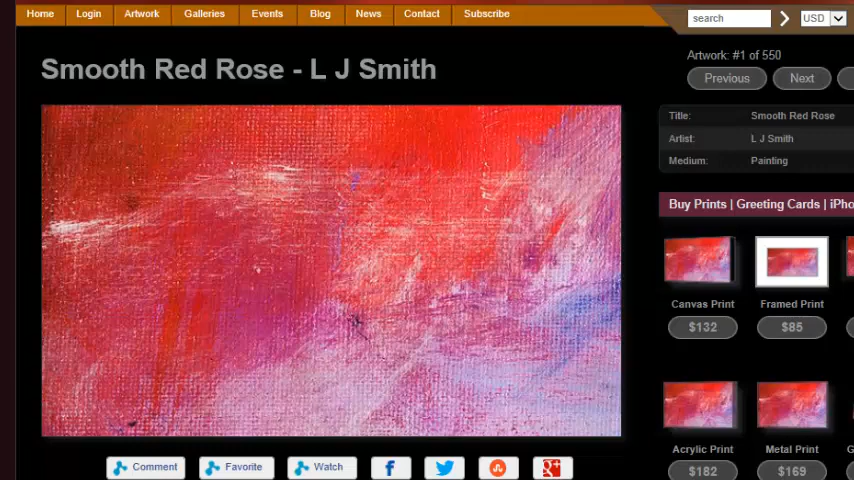 Home Login Artwork Galleries Events Blog News Contact Subscribe
search USD
Artwork: #1 of 550
Smooth Red Rose - L J Smith
Previous Next
Title: Smooth Red Rose
Artist: L J Smith
Medium: Painting
Buy Prints | Greeting Cards |
Canvas Print Framed Print
$132 $85
Acrylic Print Metal Print
Comment Favorite Watch
$182 $169